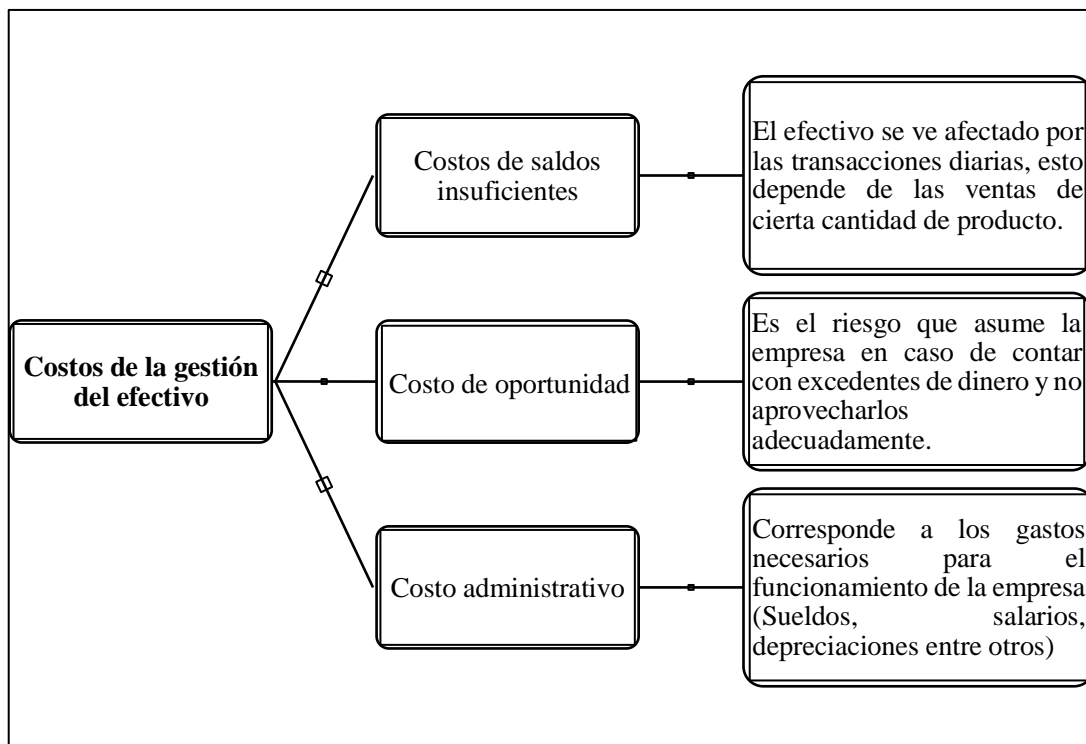 Costos de la gestión
del efectivo
Costos de saldos
insuficientes
El efectivo se ve afectado por
las transacciones diarias, esto
depende de las ventas de
cierta cantidad de producto.
Costo de oportunidad
Es el riesgo que asume la
empresa en caso de contar
con excedentes de dinero y no
aprovecharlos
adecuadamente.
Costo administrativo
Corresponde a los gastos
necesarios para el
funcionamiento de la empresa
(Sueldos, salarios,
depreciaciones entre otros)